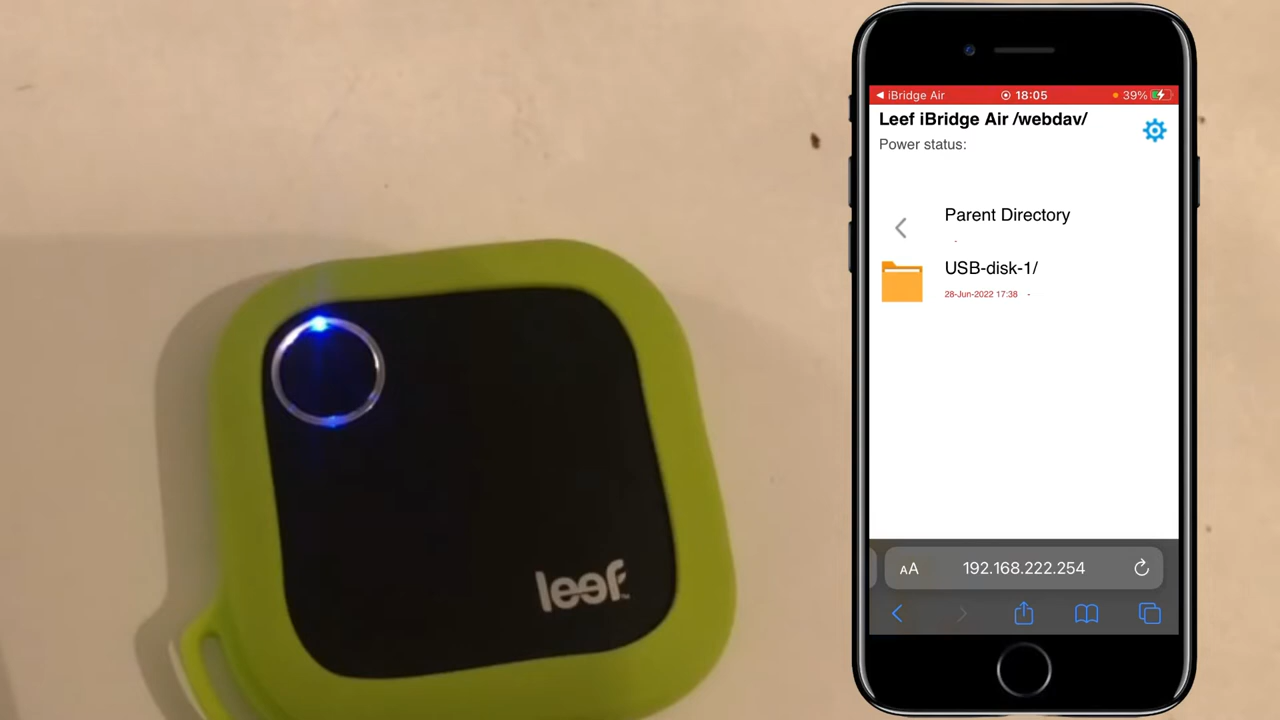 leef™
iBridge Air 18:05 39%
Leef iBridge Air /webdav/
Power status:
Parent Directory
-
USB-disk-1/
28-Jun-2022 17:38 -
AA 192.168.222.254